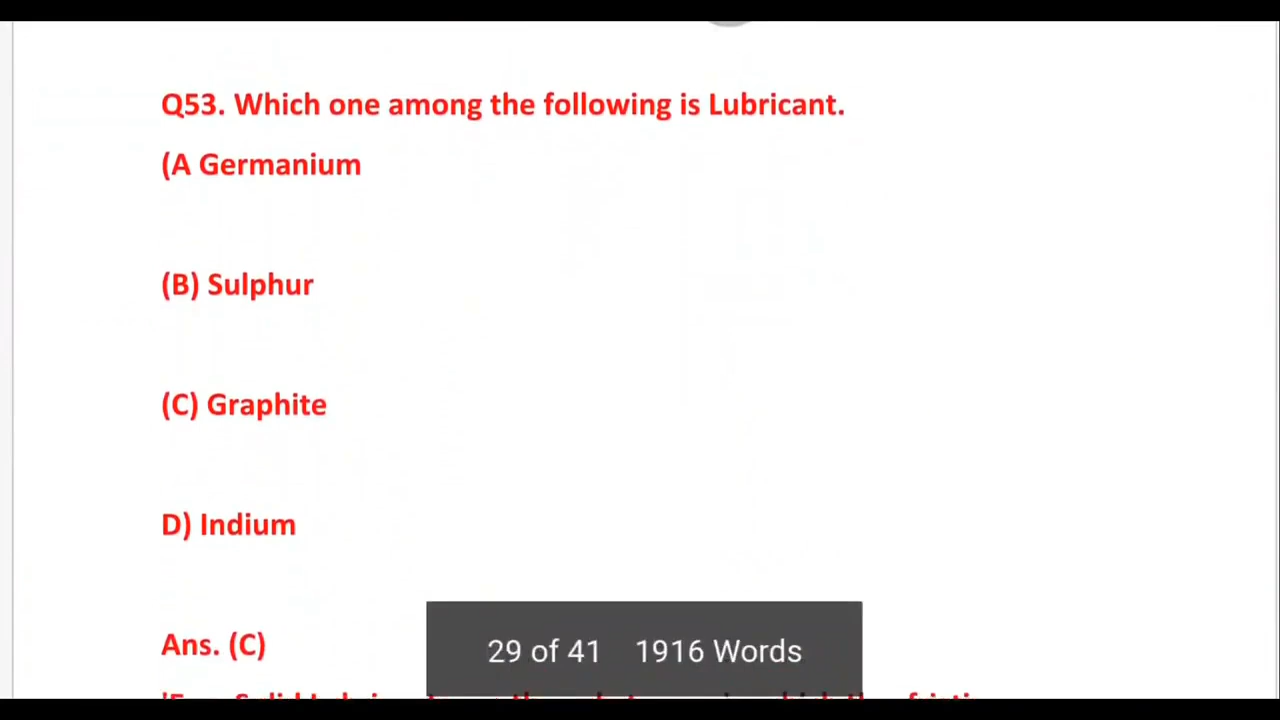 Q53. Which one among the following is Lubricant.
(A Germanium
(B) Sulphur
(C) Graphite
D) Indium
Ans. (C)
29 of 41 1916 Words